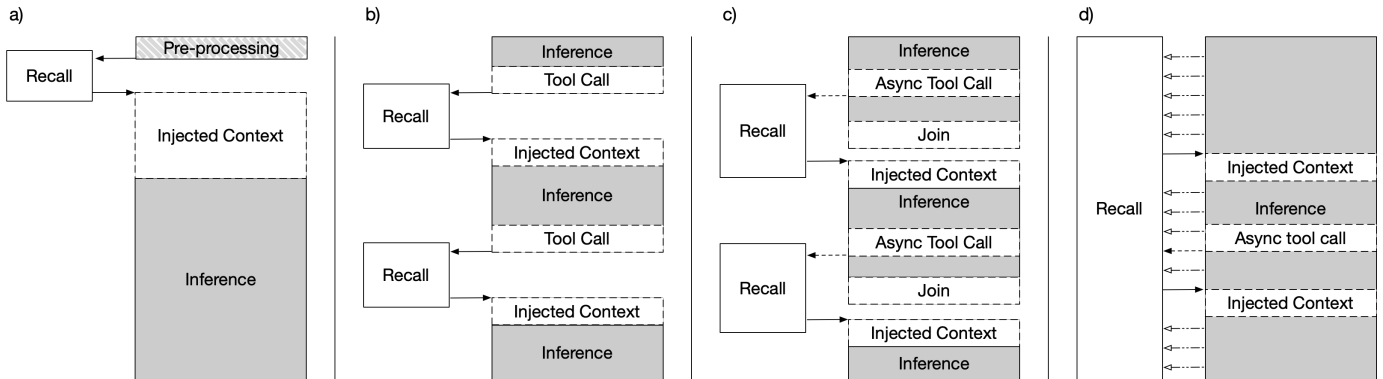 a)
Pre-processing
Recall
Injected Context
Inference
b)
Inference
Tool Call
Recall
Injected Context
Inference
Tool Call
Recall
Injected Context
Inference
c)
Inference
Async Tool Call
Recall
Join
Injected Context
Inference
Async Tool Call
Recall
Join
Injected Context
Inference
d)
Recall
Injected Context
Inference
Async tool call
Injected Context